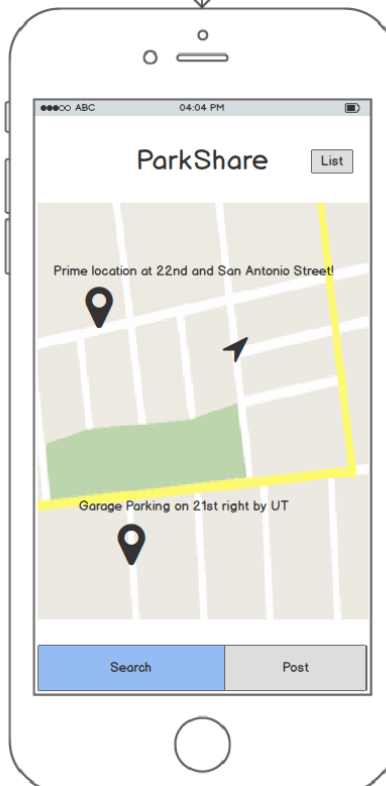 ABC 04:04 PM
ParkShare
List
Prime location at 22nd and San Antonio Street!
Garage Parking on 21st right by UT
Search Post